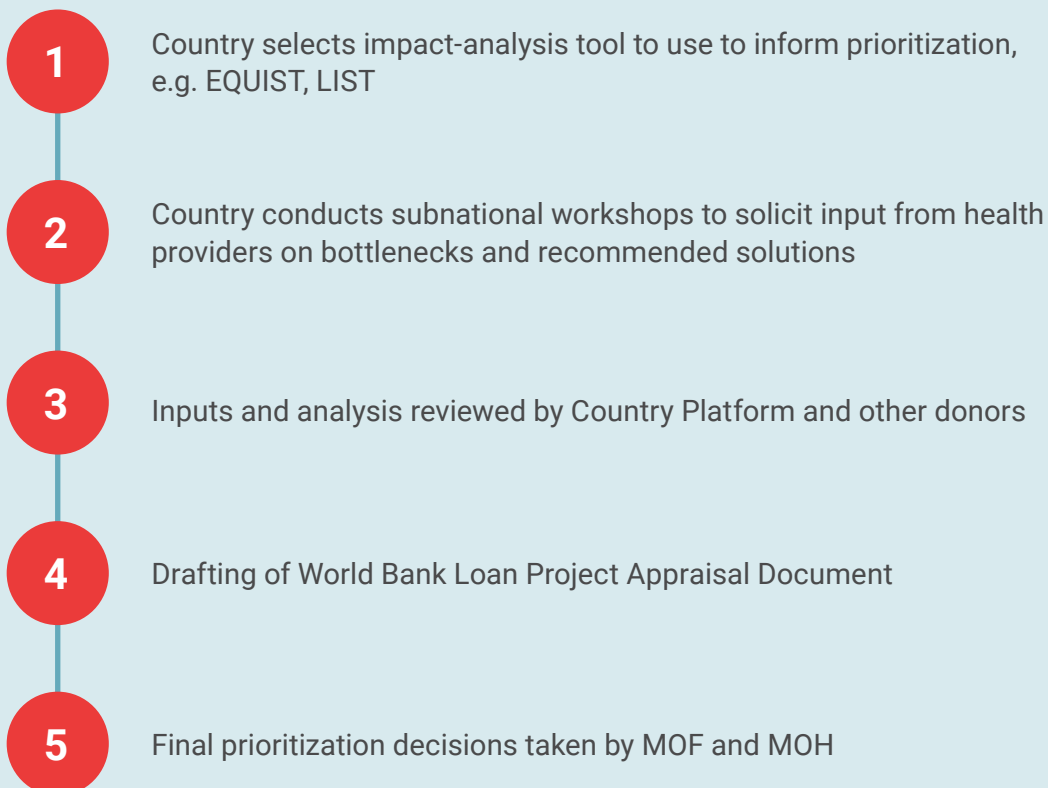 1
Country selects impact-analysis tool to use to inform prioritization,
e.g. EQUIST, LIST
2
Country conducts subnational workshops to solicit input from health
providers on bottlenecks and recommended solutions
3
Inputs and analysis reviewed by Country Platform and other donors
4
Drafting of World Bank Loan Project Appraisal Document
5
Final prioritization decisions taken by MOF and MOH